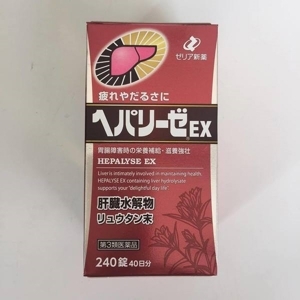 ゼリア新薬
疲れやだるさに
ヘパリーゼEX
胃腸障害時の栄養補給・滋養強壮
HEPALYSE EX
Liver is intimately involved in maintaining health.
HEPALYSE EX containing liver hydrolysate
supports your "delightful day life"
肝臓水解物
リュウタン末
第3類医薬品
240錠 40日分